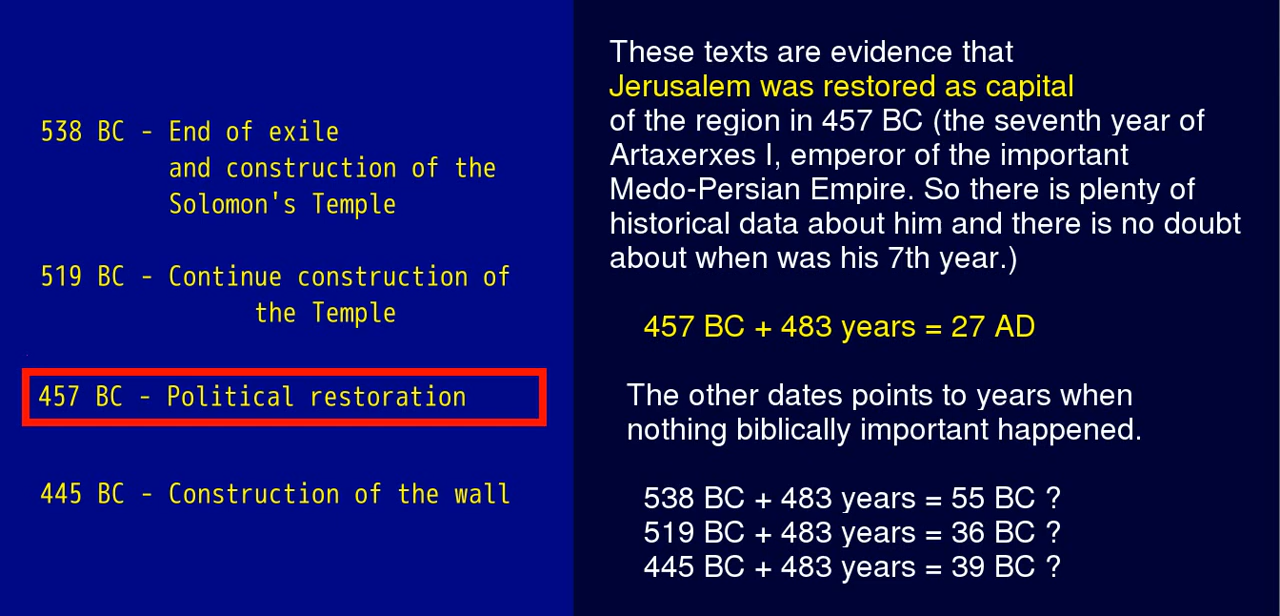 538 BC - End of exile
and construction of the
Solomon's Temple
519 BC - Continue construction of
the Temple
457 BC - Political restoration
445 BC - Construction of the wall
These texts are evidence that
Jerusalem was restored as capital
of the region in 457 BC (the seventh year of
Artaxerxes I, emperor of the important
Medo-Persian Empire. So there is plenty of
historical data about him and there is no doubt
about when was his 7th year.)
457 BC + 483 years = 27 AD
The other dates points to years when
nothing biblically important happened.
538 BC + 483 years = 55 BC ?
519 BC + 483 years = 36 BC ?
445 BC + 483 years = 39 BC ?